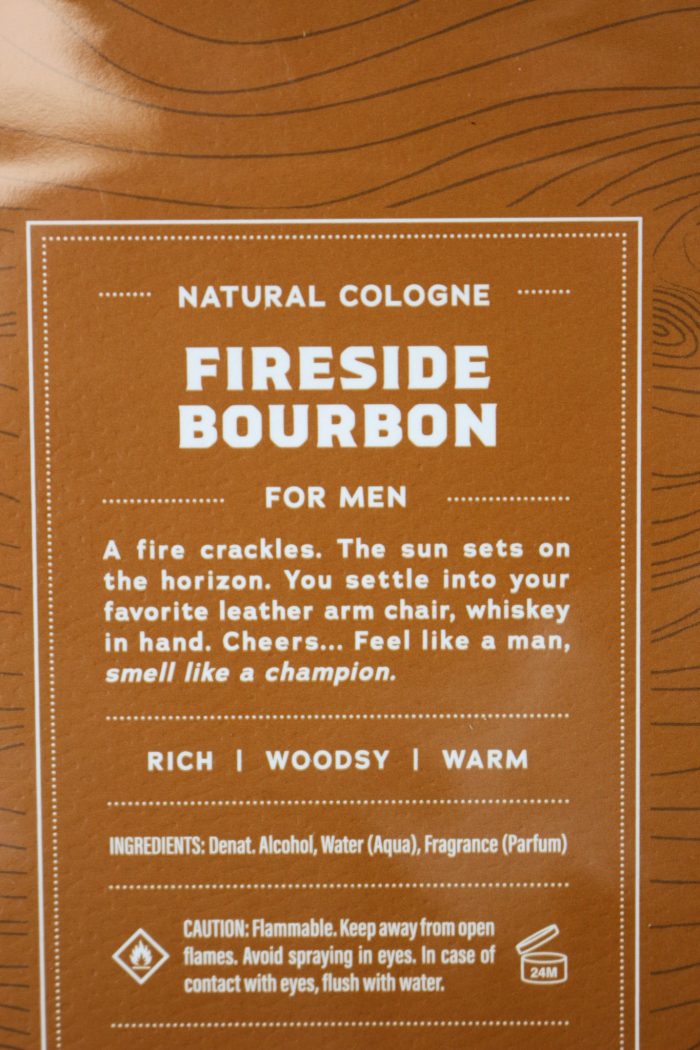 NATURAL COLOGNE
FIRESIDE
BOURBON
FOR MEN
A fire crackles. The sun sets on
the horizon. You settle into your
favorite leather arm chair, whiskey
in hand. Cheers... Feel like a man,
smell like a champion.
RICH | WOODSY | WARM
INGREDIENTS: Denat. Alcohol, Water (Aqua), Fragrance (Parfum)
CAUTION: Flammable. Keep away from open
flames. Avoid spraying in eyes. In case of
contact with eyes, flush with water.
24M